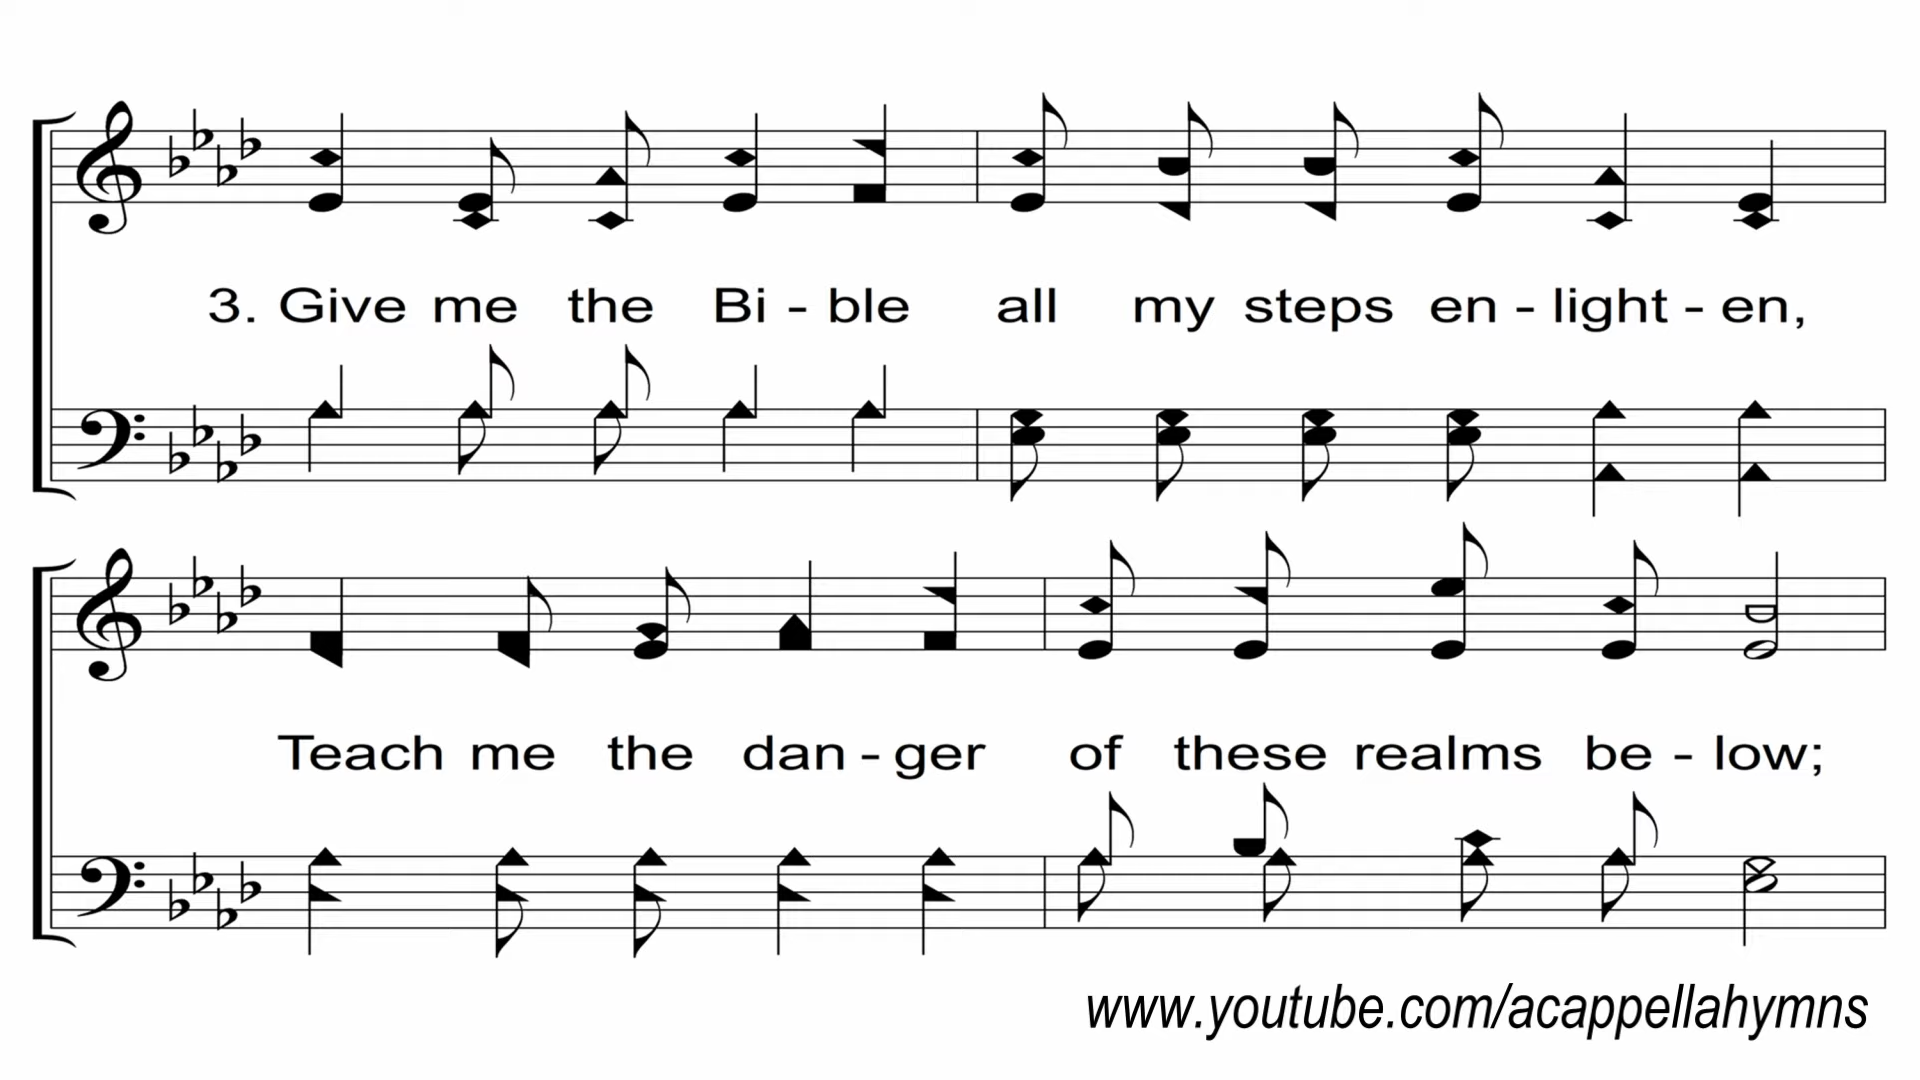 3. Give me the Bi - ble all my steps en - light - en,
Teach me the dan - ger of these realms be - low;
www.youtube.com/acappellahymns